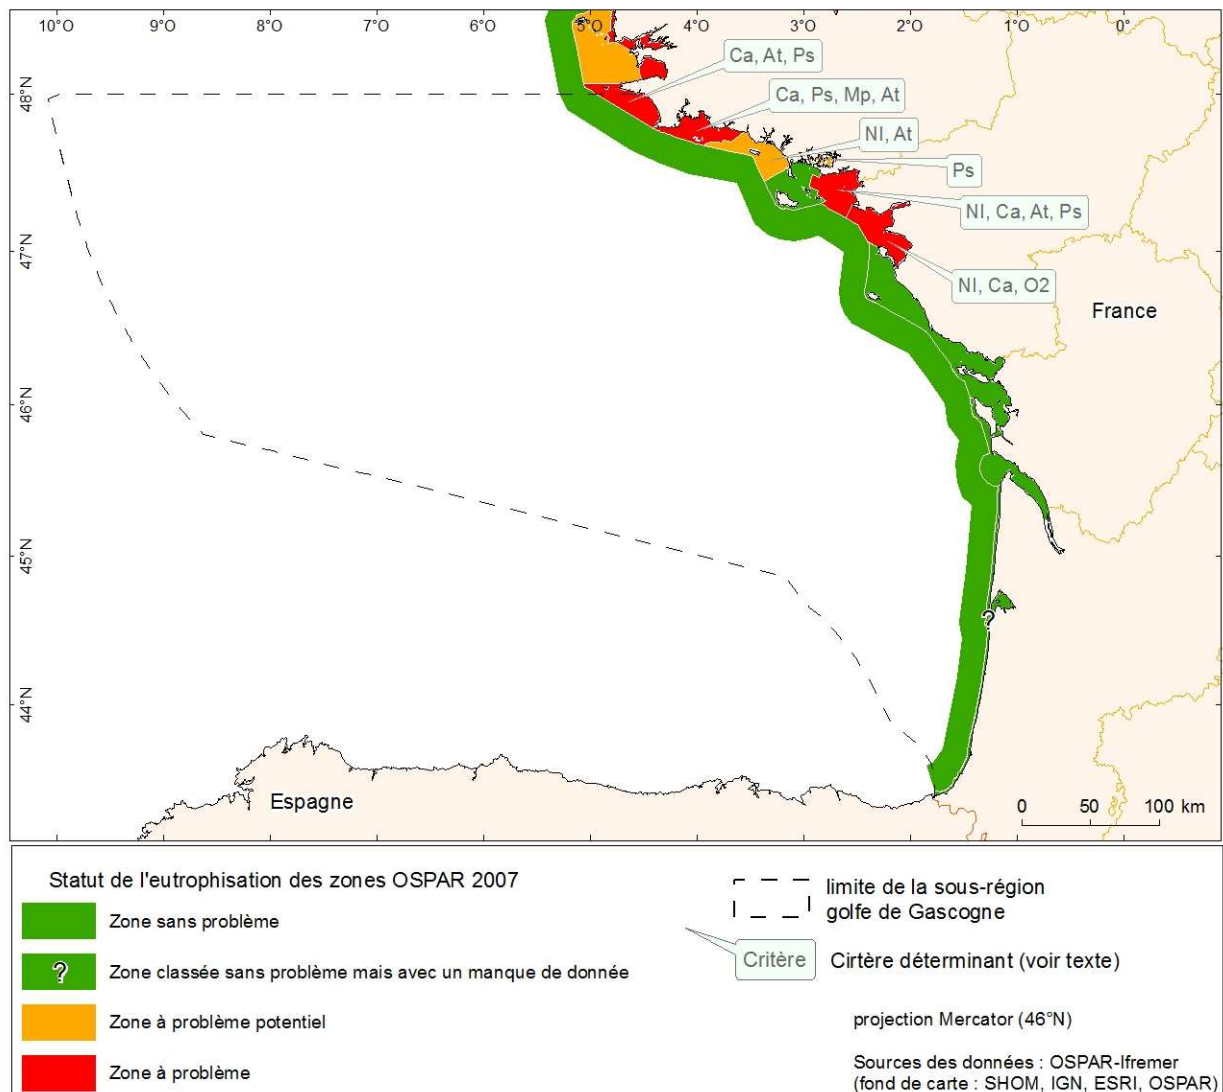 10°O 9°O 8°O 7°O 6°O 5°O 4°O 3°O 2°O 1°O 0°
48°N
47°N
46°N
45°N
44°N
Ca, At, Ps
Ca, Ps, Mp, At
NI, At
Ps
NI, Ca, At, Ps
NI, Ca, O2
France
?
Espagne
0 50 100 km
Statut de l'eutrophisation des zones OSPAR 2007
Zone sans problème
? Zone classée sans problème mais avec un manque de donnée
Zone à problème potentiel
Zone à problème
limite de la sous-région
golfe de Gascogne
Critère Cirtère déterminant (voir texte)
projection Mercator (46°N)
Sources des données : OSPAR-Ifremer
(fond de carte : SHOM, IGN, ESRI, OSPAR)